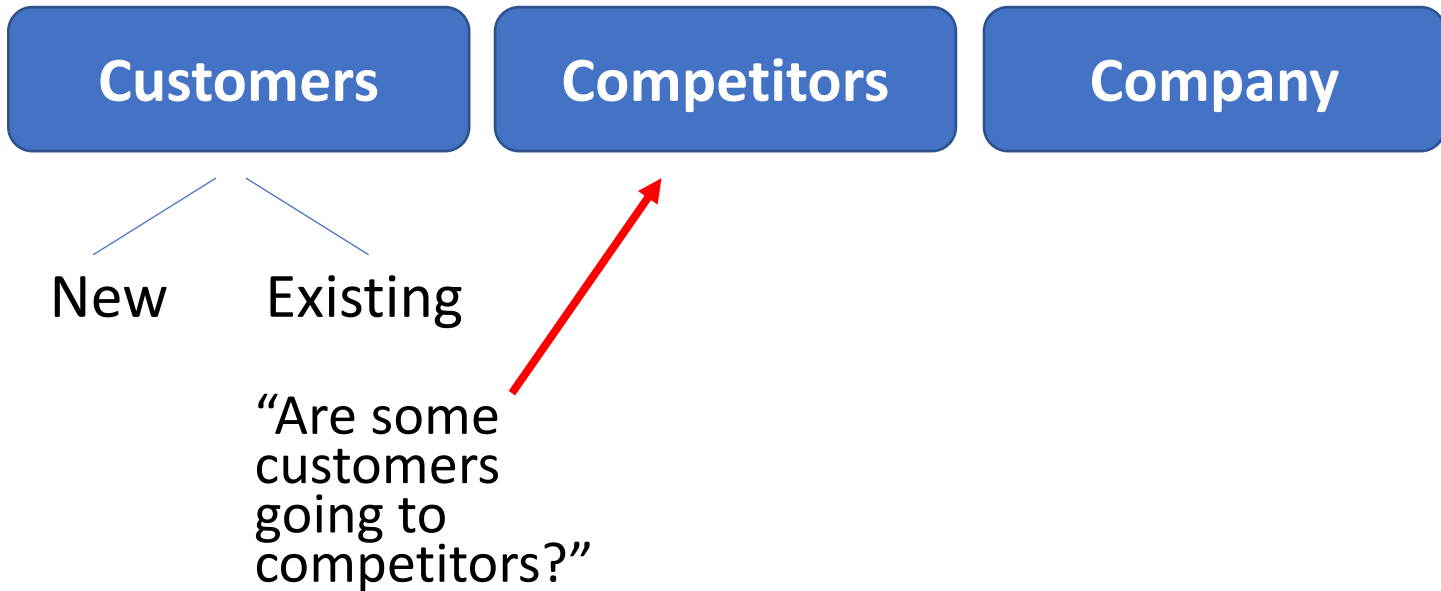 Customers
Competitors
Company
New
Existing
“Are some
customers
going to
competitors?”